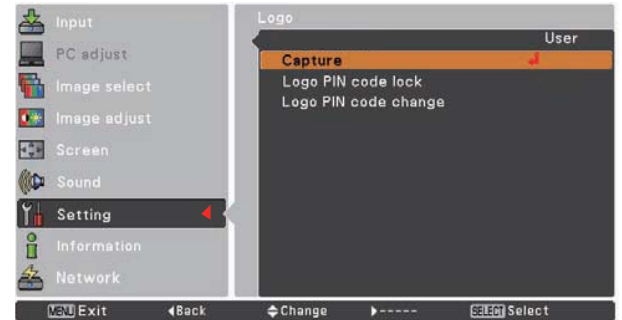 Input
PC adjust
Image select
Image adjust
Screen
Sound
Setting
Information
Network
Logo
User
Capture
Logo PIN code lock
Logo PIN code change
MENU Exit ◀Back Change ▶----- SELECT Select